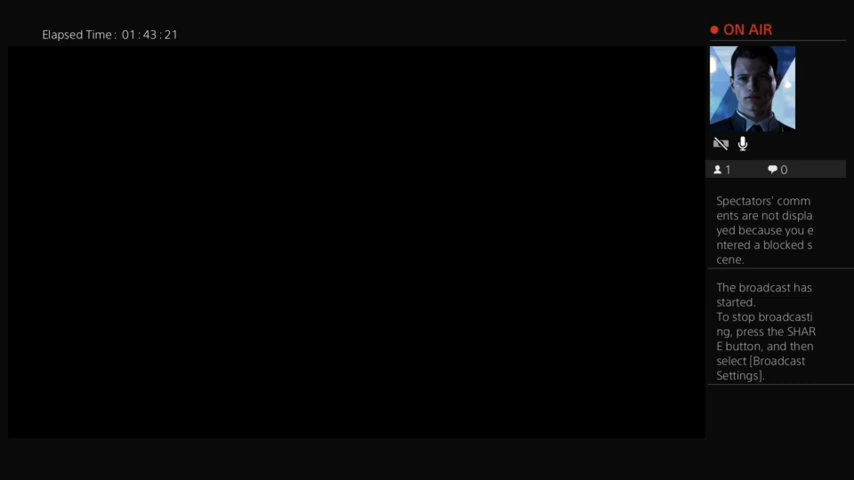 Elapsed Time: 01:43:21
ON AIR
1 0
Spectators' comm
ents are not displa
yed because you e
ntered a blocked s
cene.
The broadcast has
started.
To stop broadcasti
ng, press the SHAR
E button, and then
select [Broadcast
Settings].